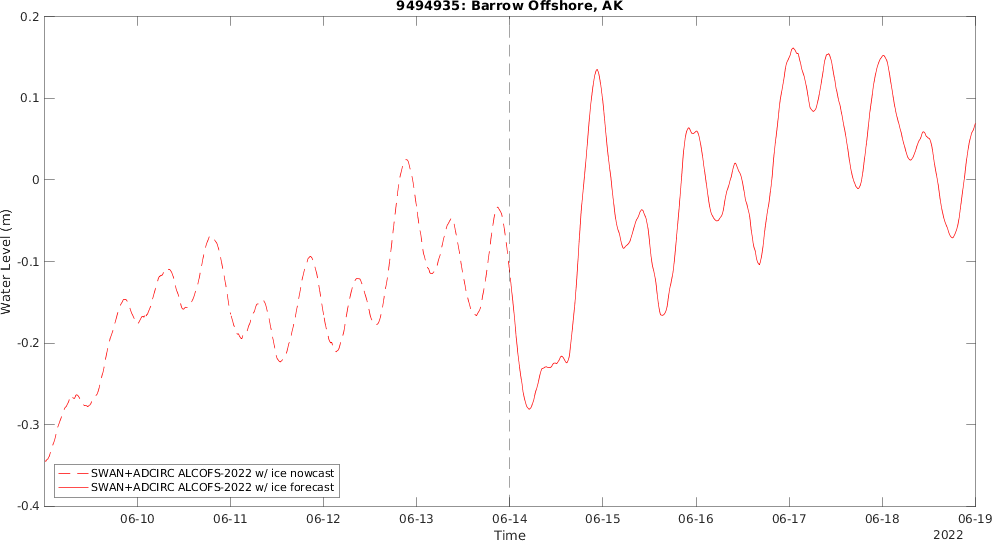 9494935: Barrow Offshore, AK
Water Level (m)
0.2
0.1
0
-0.1
-0.2
-0.3
-0.4
SWAN+ADCIRC ALCOFS-2022 w/ ice nowcast
SWAN+ADCIRC ALCOFS-2022 w/ ice forecast
06-10 06-11 06-12 06-13 06-14 06-15 06-16 06-17 06-18 06-19
Time
2022